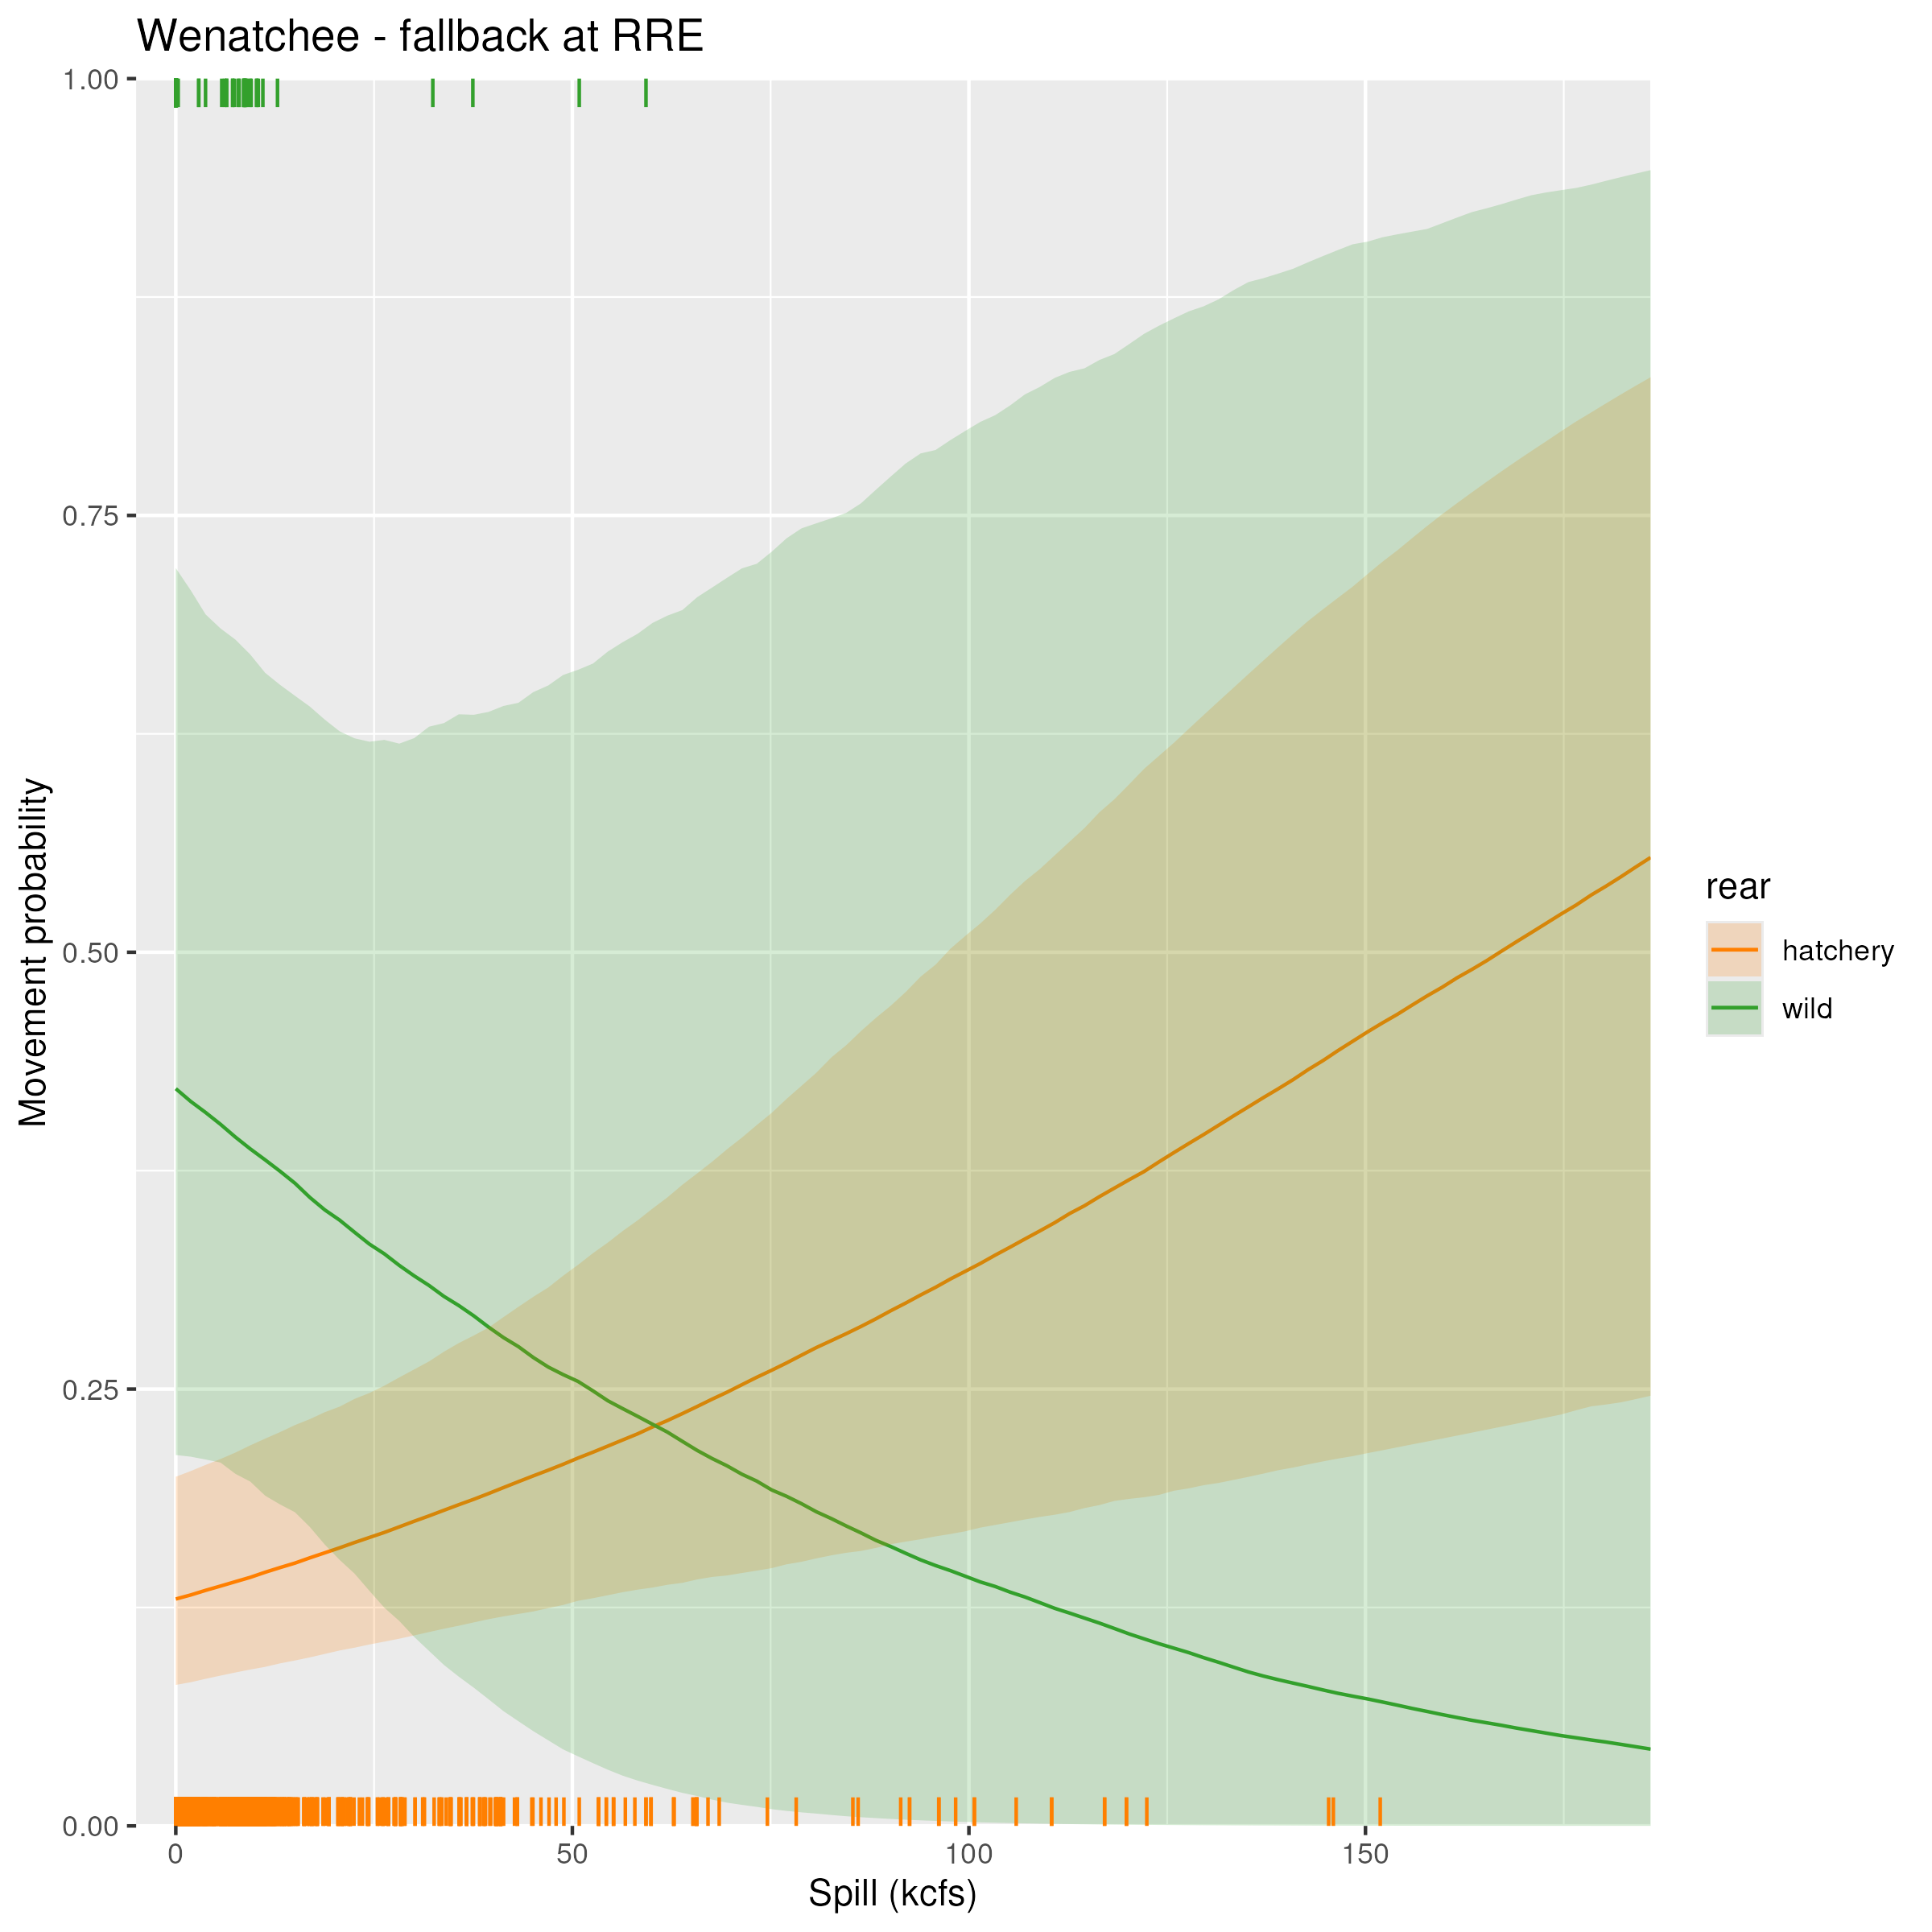 Wenatchee - fallback at RRE
1.00
0.75
0.50
0.25
0.00
Movement probability
0
50
100
150
Spill (kcfs)
rear
hatchery
wild